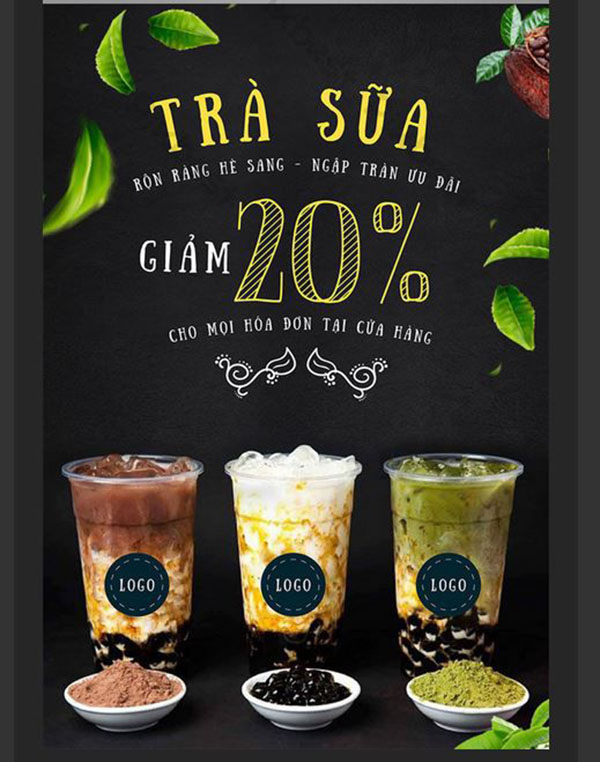 TRÀ SỮA
RỘN RÀNG HÈ SANG - NGẬP TRÀN ƯU ĐÃI
GIẢM 20%
CHO MỌI HÓA ĐƠN TẠI CỬA HÀNG
LOGO
LOGO
LOGO